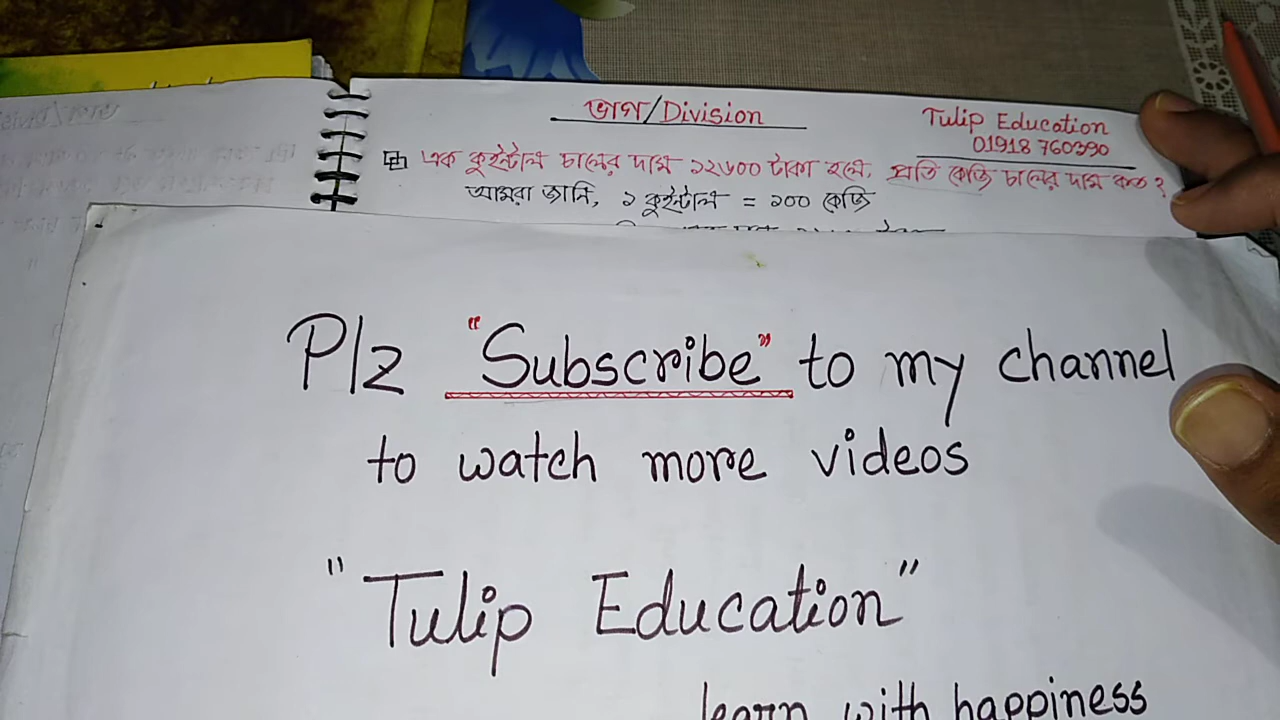 ভাগ/Division
Tulip Education
01918 760390
এক কুইন্টাল চালের দাম ১২৬০০ টাকা হলে, প্রতি কেজি চালের দাম কত?
আমরা জানি, ১ কুইন্টাল = ১০০ কেজি
Plz "Subscribe" to my channel
to watch more videos
"Tulip Education"
learn with happiness